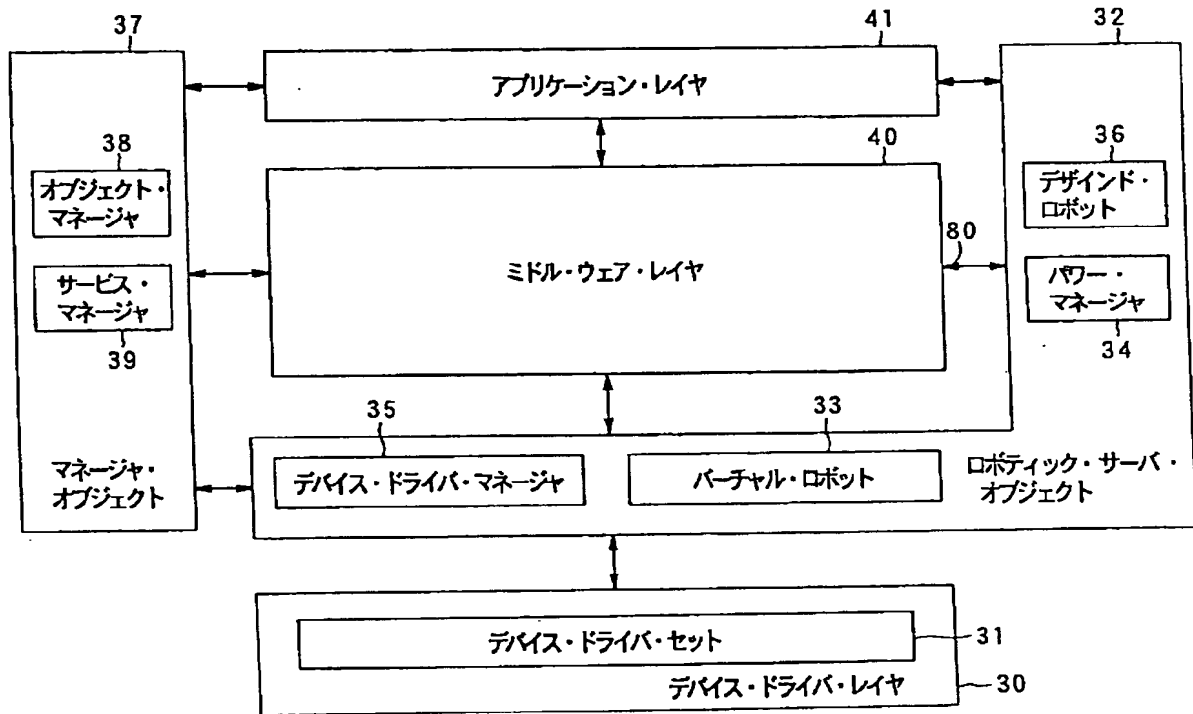 37
41
32
アプリケーション・レイヤ
38
オブジェクト・
マネージャ
40
36
デザインド・
ロボット
サービス・
マネージャ
39
ミドル・ウェア・レイヤ
80
パワー・
マネージャ
34
35
33
マネージャ・
オブジェクト
デバイス・ドライバ・マネージャ
バーチャル・ロボット
ロボティック・サーバ・
オブジェクト
デバイス・ドライバ・セット
31
デバイス・ドライバ・レイヤ
30